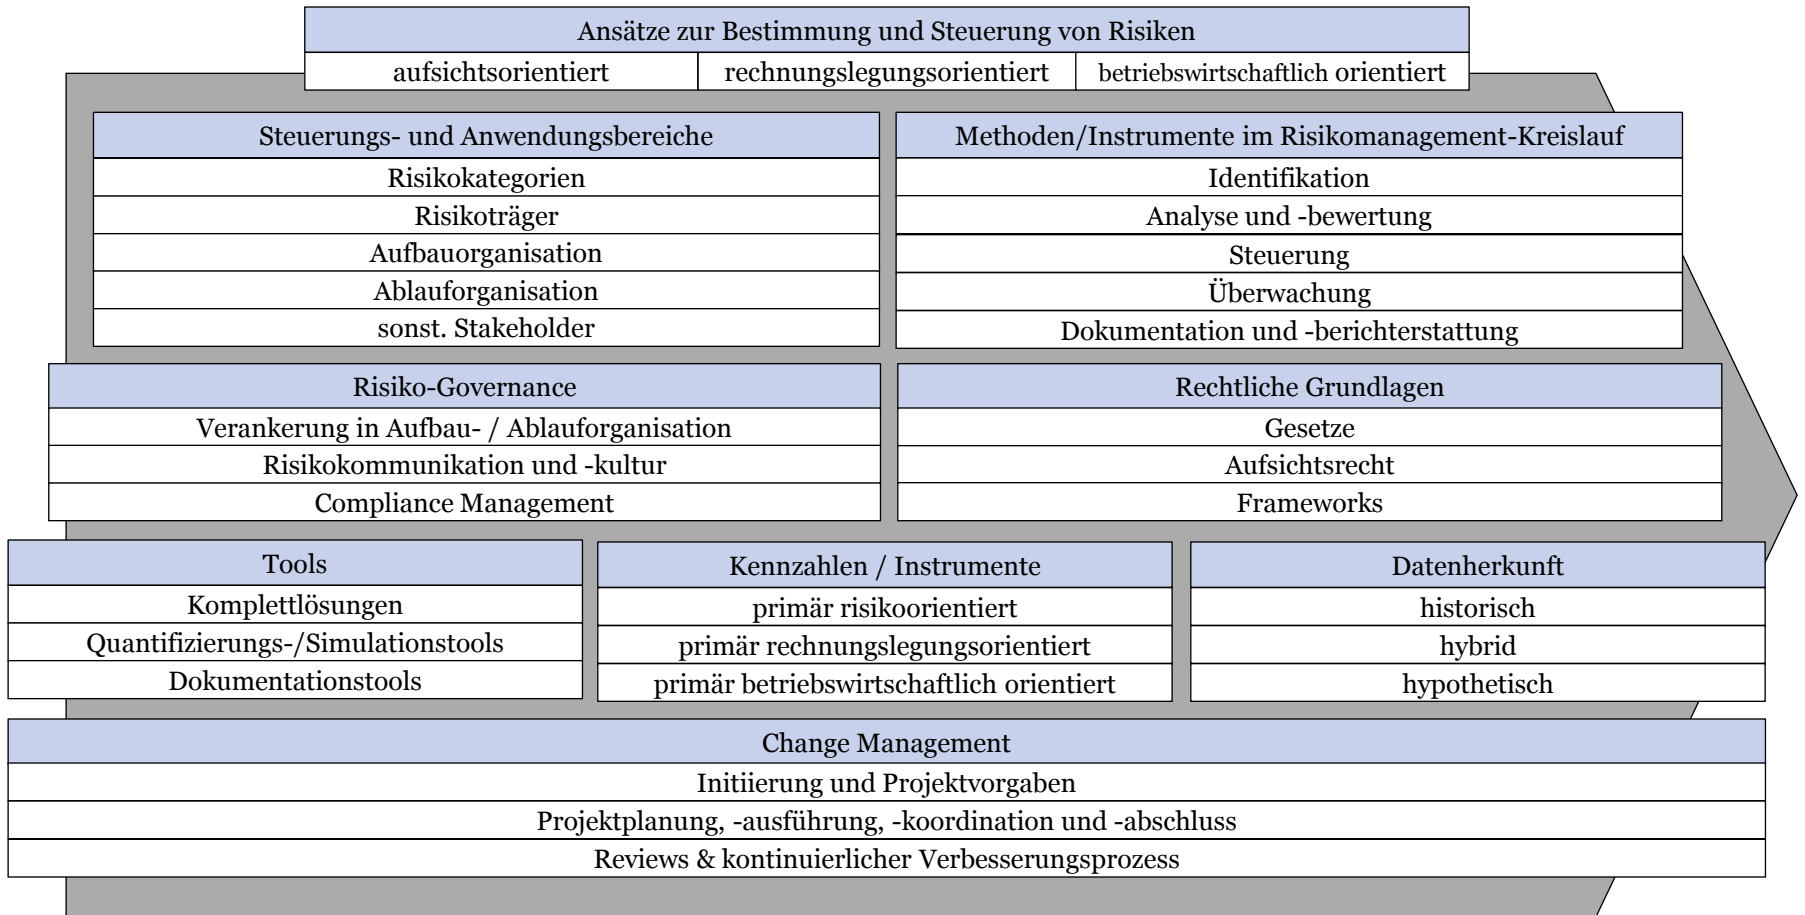 Ansätze zur Bestimmung und Steuerung von Risiken
aufsichtsorientiert
rechnungslegungsorientiert
betriebswirtschaftlich orientiert
Steuerungs- und Anwendungsbereiche
Risikokategorien
Risikoträger
Aufbauorganisation
Ablauforganisation
sonst. Stakeholder
Methoden/Instrumente im Risikomanagement-Kreislauf
Identifikation
Analyse und -bewertung
Steuerung
Überwachung
Dokumentation und -berichterstattung
Risiko-Governance
Verankerung in Aufbau- / Ablauforganisation
Risikokommunikation und -kultur
Compliance Management
Rechtliche Grundlagen
Gesetze
Aufsichtsrecht
Frameworks
Tools
Komplettlösungen
Quantifizierungs-/Simulationstools
Dokumentationstools
Kennzahlen / Instrumente
primär risikoorientiert
primär rechnungslegungsorientiert
primär betriebswirtschaftlich orientiert
Datenherkunft
historisch
hybrid
hypothetisch
Change Management
Initiierung und Projektvorgaben
Projektplanung, -ausführung, -koordination und -abschluss
Reviews & kontinuierlicher Verbesserungsprozess